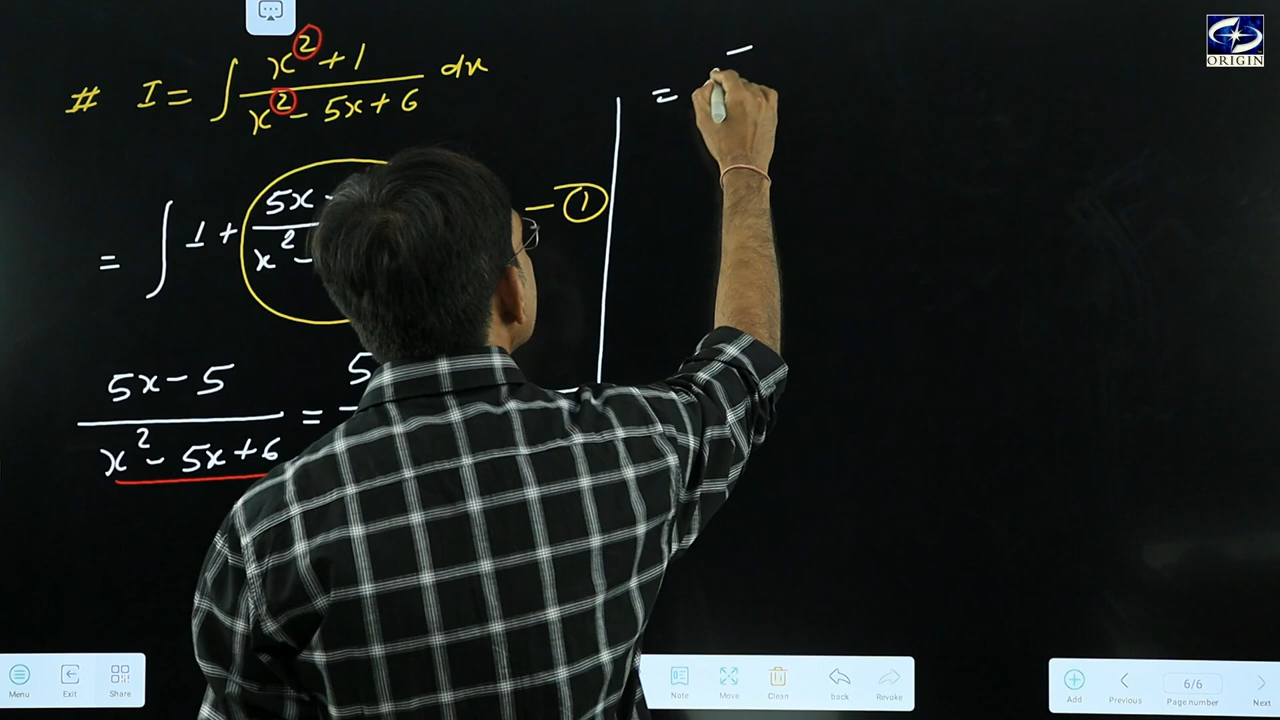 # I = ∫ x² + 1 / x² - 5x + 6 dx
= ∫ 1 + 5x - / x² - — ①
5x - 5 / x² - 5x + 6 = 5
= -
ORIGIN
Menu Exit Share Note Move Clean back Revoke Add Previous 6/6 Page number Next